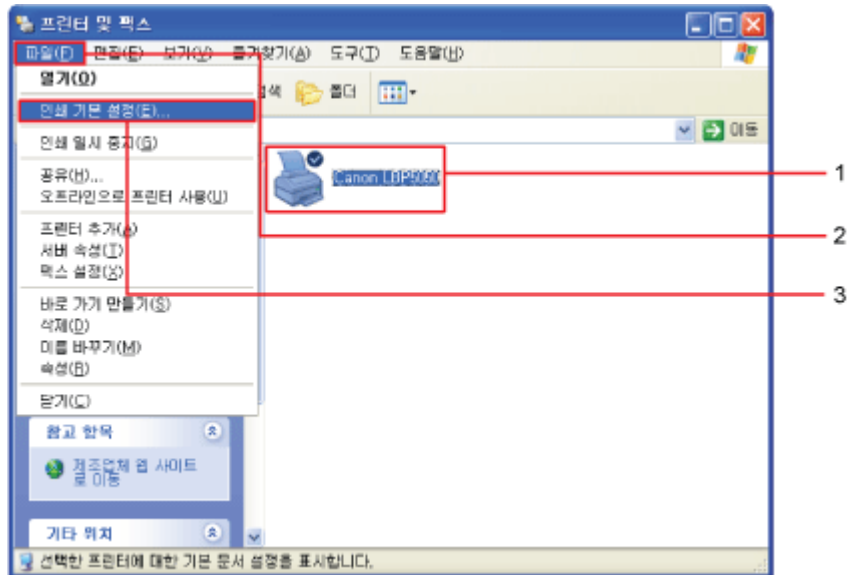 프린터 및 팩스
파일(F) 편집(E) 보기(V) 즐겨찾기(A) 도구(T) 도움말(H)
열기(O)
색 폴더
인쇄 기본 설정(E)...
이동
인쇄 일시 중지(G)
공유(H)...
Canon LBP5050
1
오프라인으로 프린터 사용(U)
프린터 추가(A)
2
서버 속성(T)
팩스 설정(X)
3
바로 가기 만들기(S)
삭제(D)
이름 바꾸기(M)
속성(R)
닫기(C)
참고 항목
제조업체 웹 사이트
로 이동
기타 위치
선택한 프린터에 대한 기본 문서 설정을 표시합니다.